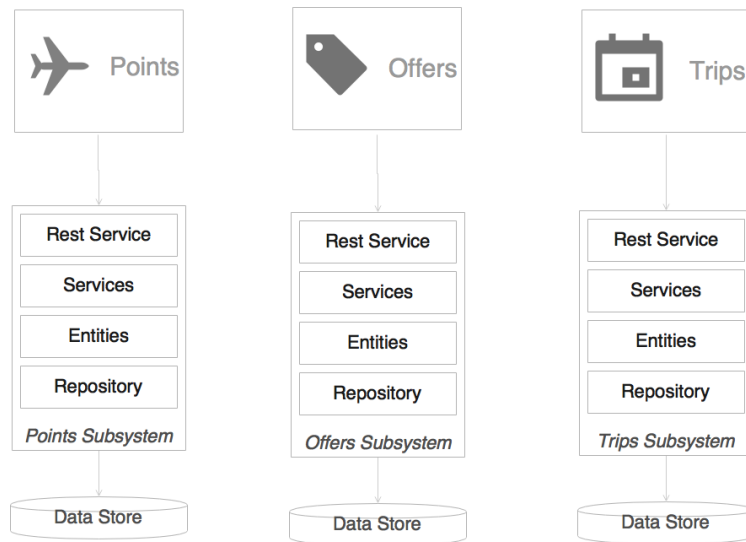 Points
Offers
Trips
Rest Service
Services
Entities
Repository
Points Subsystem
Data Store
Rest Service
Services
Entities
Repository
Offers Subsystem
Data Store
Rest Service
Services
Entities
Repository
Trips Subsystem
Data Store